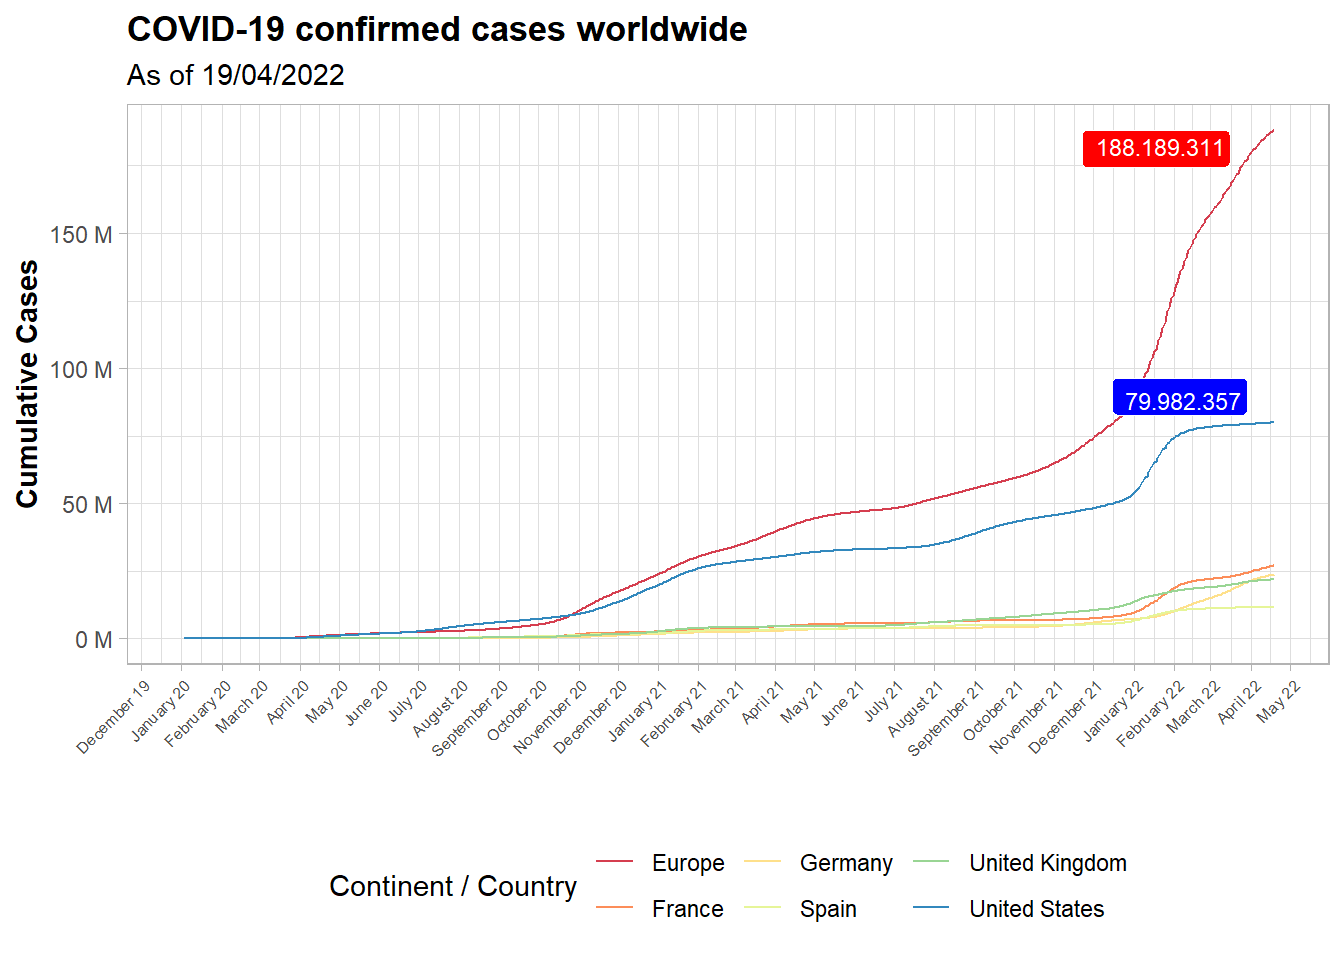 COVID-19 confirmed cases worldwide
As of 19/04/2022
Cumulative Cases
150 M
100 M
50 M
0 M
188.189.311
79.982.357
December 19
January 20
February 20
March 20
April 20
May 20
June 20
July 20
August 20
September 20
October 20
November 20
December 20
January 21
February 21
March 21
April 21
May 21
June 21
July 21
August 21
September 21
October 21
November 21
December 21
January 22
February 22
March 22
April 22
May 22
Continent / Country
Europe
Germany
United Kingdom
France
Spain
United States